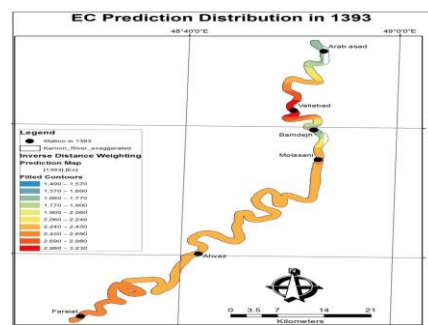 EC Prediction Distribution in 1393
48°40'0"E
49°0'E
Arab asad
Valiabad
Bamdejh
Molasani
Legend
Station in 1393
Karoon_River_exaggerated
Inverse Distance Weighting
Prediction Map
[1393].[Ec]
Filled Contours
1,490 – 1,570
1,570 – 1,660
1,660 – 1,770
1,770 – 1,900
1,900 – 2,060
2,060 – 2,240
2,240 – 2,450
2,450 – 2,690
2,690 – 2,980
2,980 – 3,230
Ahvaz
Farsiat
0 3.5 7 14 21
Kilometers